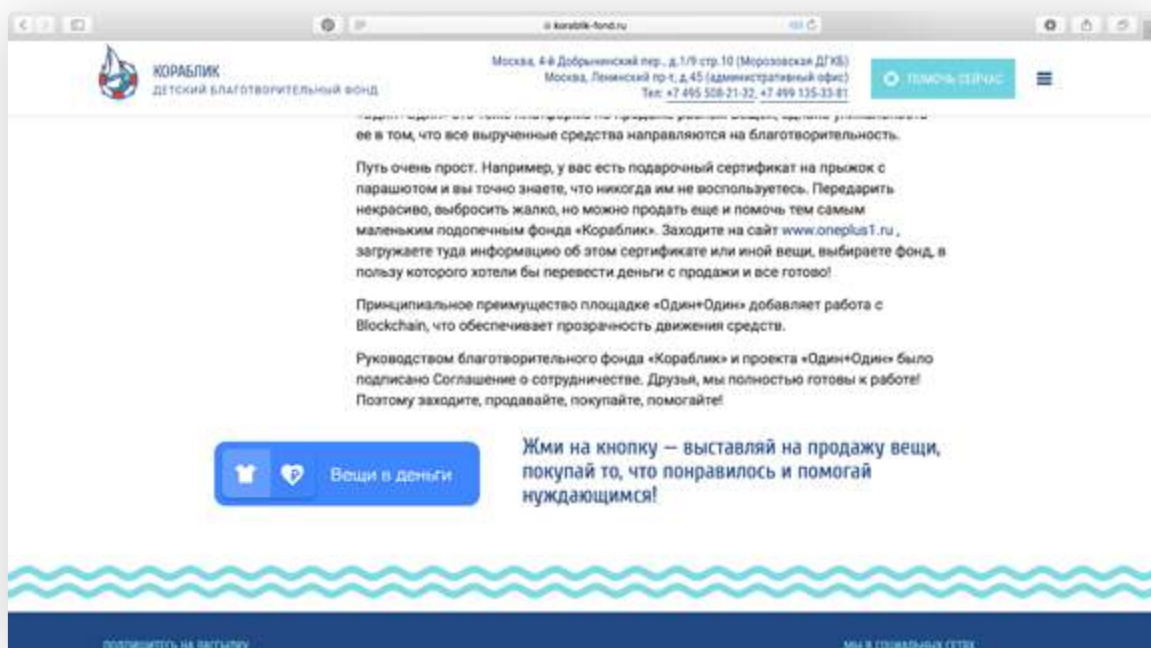 korablik-fond.ru
КОРАБЛИК
ДЕТСКИЙ БЛАГОТВОРИТЕЛЬНЫЙ ФОНД
Москва, 4-й Добрынинский пер., д.1/9 стр.10 (Морозовская ДГКБ)
Москва, Ленинский пр-т, д.45 (административный офис)
Тел: +7 495 508-21-32, +7 499 135-33-81
ПОМОЧЬ СЕЙЧАС
ее в том, что все вырученные средства направляются на благотворительность.
Путь очень прост. Например, у вас есть подарочный сертификат на прыжок с
парашютом и вы точно знаете, что никогда им не воспользуетесь. Передарить
некрасиво, выбросить жалко, но можно продать еще и помочь тем самым
маленьким подопечным фонда «Кораблик». Заходите на сайт www.oneplus1.ru ,
загружаете туда информацию об этом сертификате или иной вещи, выбираете фонд, в
пользу которого хотели бы перевести деньги с продажи и все готово!
Принципиальное преимущество площадке «Один+Один» добавляет работа с
Blockchain, что обеспечивает прозрачность движения средств.
Руководством благотворительного фонда «Кораблик» и проекта «Один+Один» было
подписано Соглашение о сотрудничестве. Друзья, мы полностью готовы к работе!
Поэтому заходите, продавайте, покупайте, помогайте!
Вещи в деньги
Жми на кнопку — выставляй на продажу вещи,
покупай то, что понравилось и помогай
нуждающимся!
ПОДПИШИТЕСЬ НА РАССЫЛКУ
МЫ В СОЦИАЛЬНЫХ СЕТЯХ